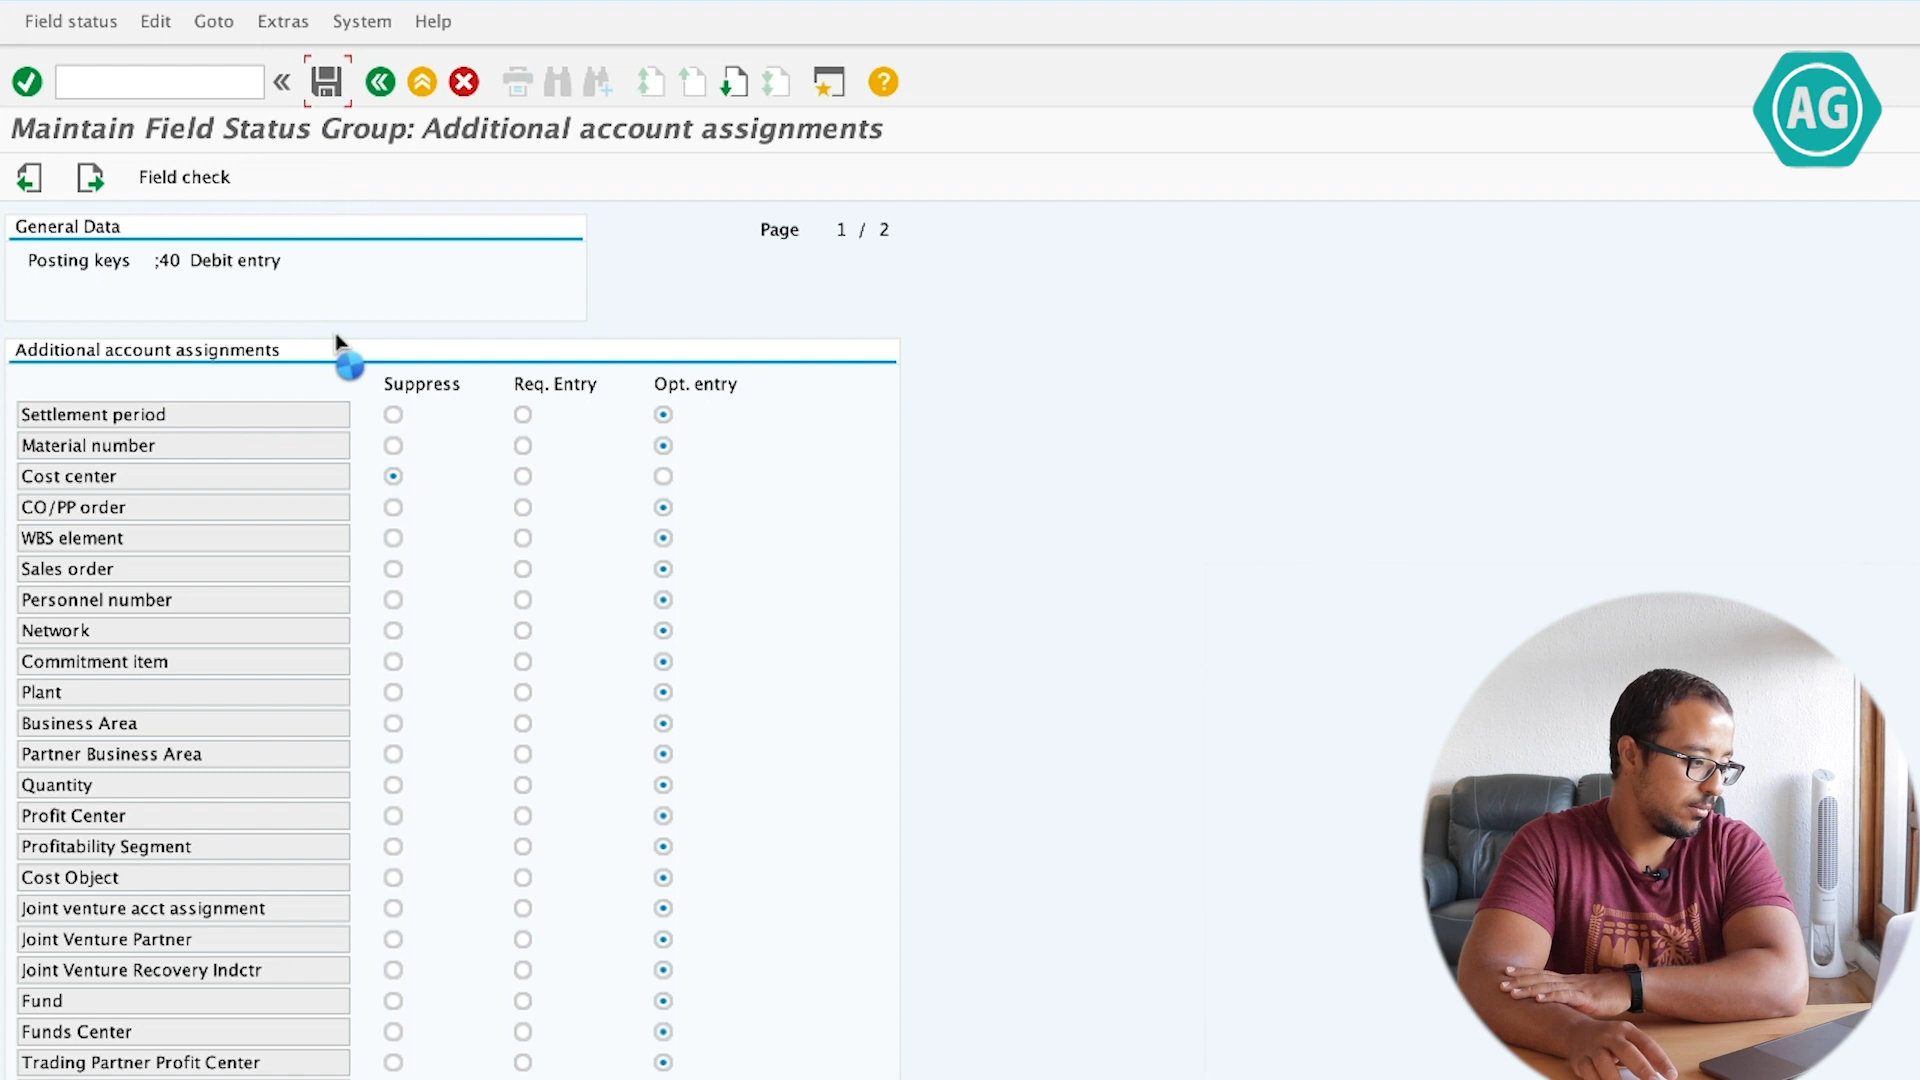 Field status Edit Goto Extras System Help
AG
Maintain Field Status Group: Additional account assignments
Field check
General Data
Page 1 / 2
Posting keys ;40 Debit entry
Additional account assignments
Suppress Req. Entry Opt. entry
Settlement period
Material number
Cost center
CO/PP order
WBS element
Sales order
Personnel number
Network
Commitment item
Plant
Business Area
Partner Business Area
Quantity
Profit Center
Profitability Segment
Cost Object
Joint venture acct assignment
Joint Venture Partner
Joint Venture Recovery Indctr
Fund
Funds Center
Trading Partner Profit Center